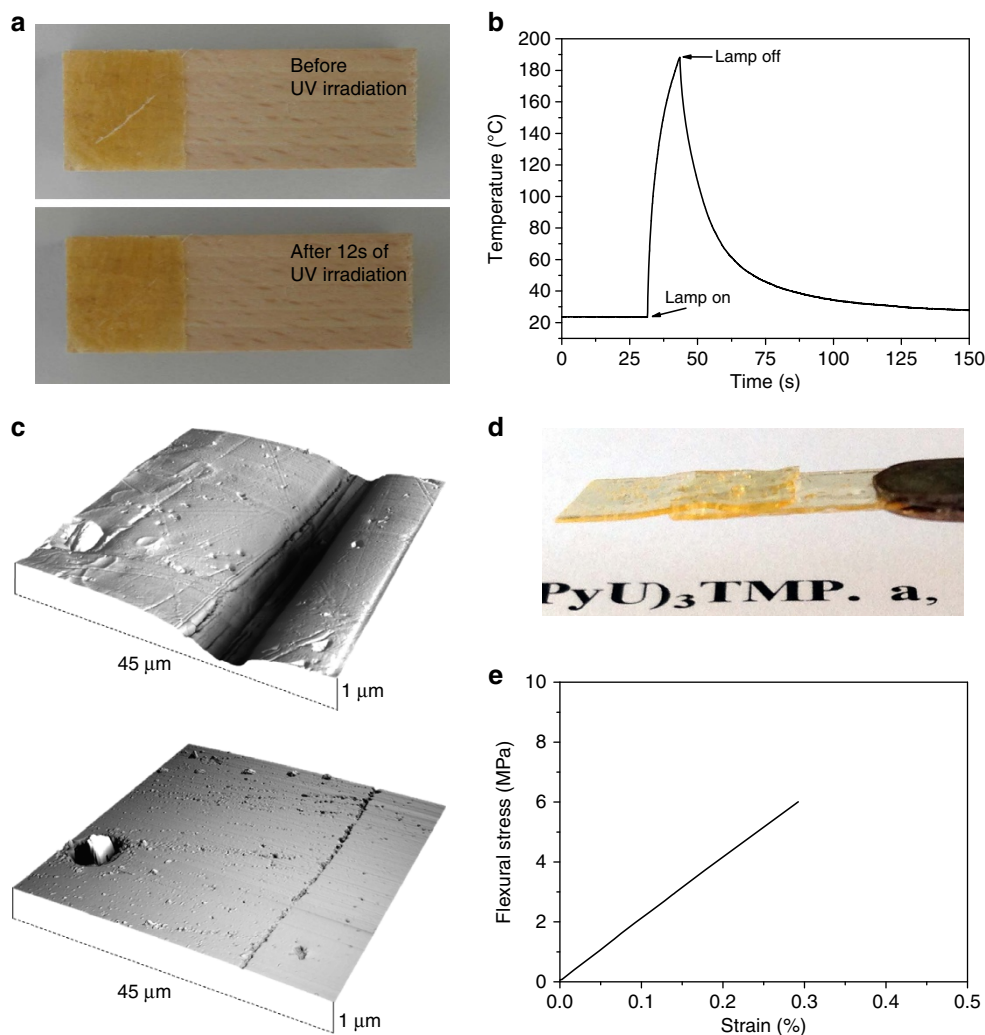 a
Before
UV irradiation
After 12s of
UV irradiation
b
200
180
160
140
120
100
80
60
40
20
Temperature (°C)
Lamp off
Lamp on
0 25 50 75 100 125 150
Time (s)
c
45 μm
1 μm
45 μm
1 μm
d
PyU)₃TMP. a,
e
10
8
6
4
2
0
Flexural stress (MPa)
0.0 0.1 0.2 0.3 0.4 0.5
Strain (%)